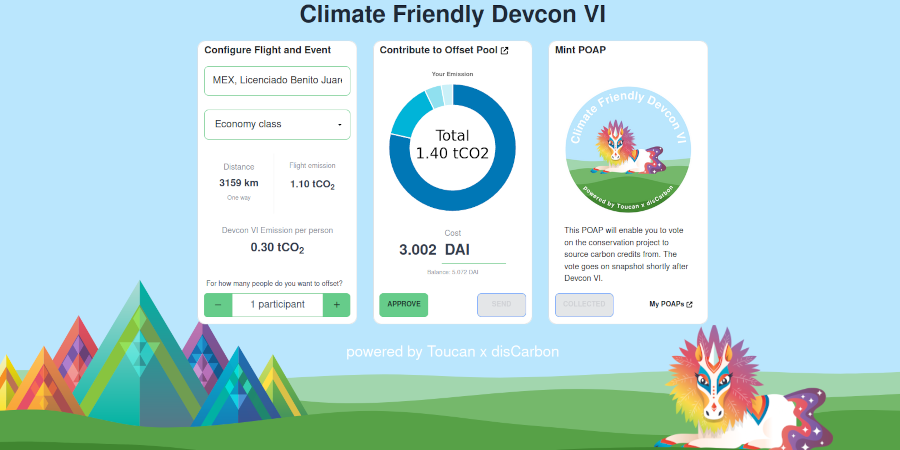 Climate Friendly Devcon VI
Configure Flight and Event
MEX, Licenciado Benito Juar
Economy class
Distance
3159 km
One way
Flight emission
1.10 tCO2
Devcon VI Emission per person
0.30 tCO2
For how many people do you want to offset?
− 1 participant +
Contribute to Offset Pool
Your Emission
Total
1.40 tCO2
Cost
3.002 DAI
Balance: 5.072 DAI
APPROVE
SEND
Mint POAP
Climate Friendly Devcon VI
powered by Toucan x disCarbon
This POAP will enable you to vote
on the conservation project to
source carbon credits from. The
vote goes on snapshot shortly after
Devcon VI.
COLLECTED
My POAPs
powered by Toucan x disCarbon